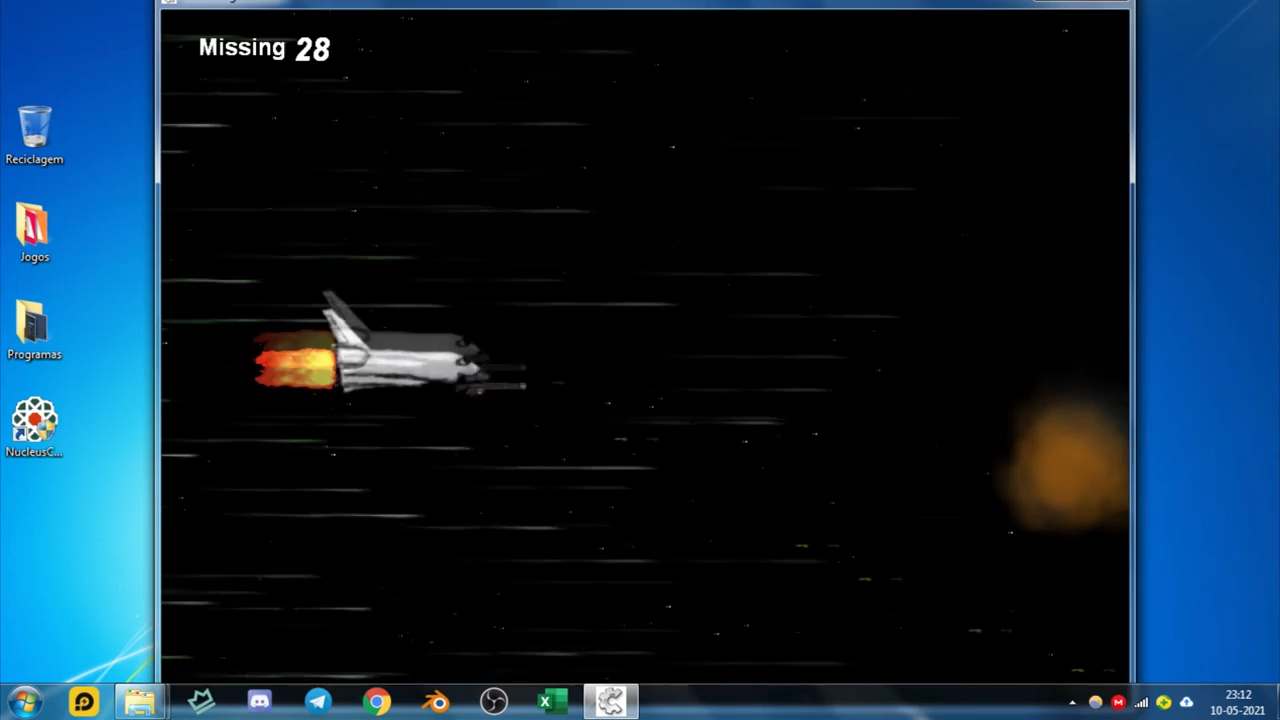 Missing 28
Reciclagem
Jogos
Programas
NucleusC...
23:12
10-05-2021